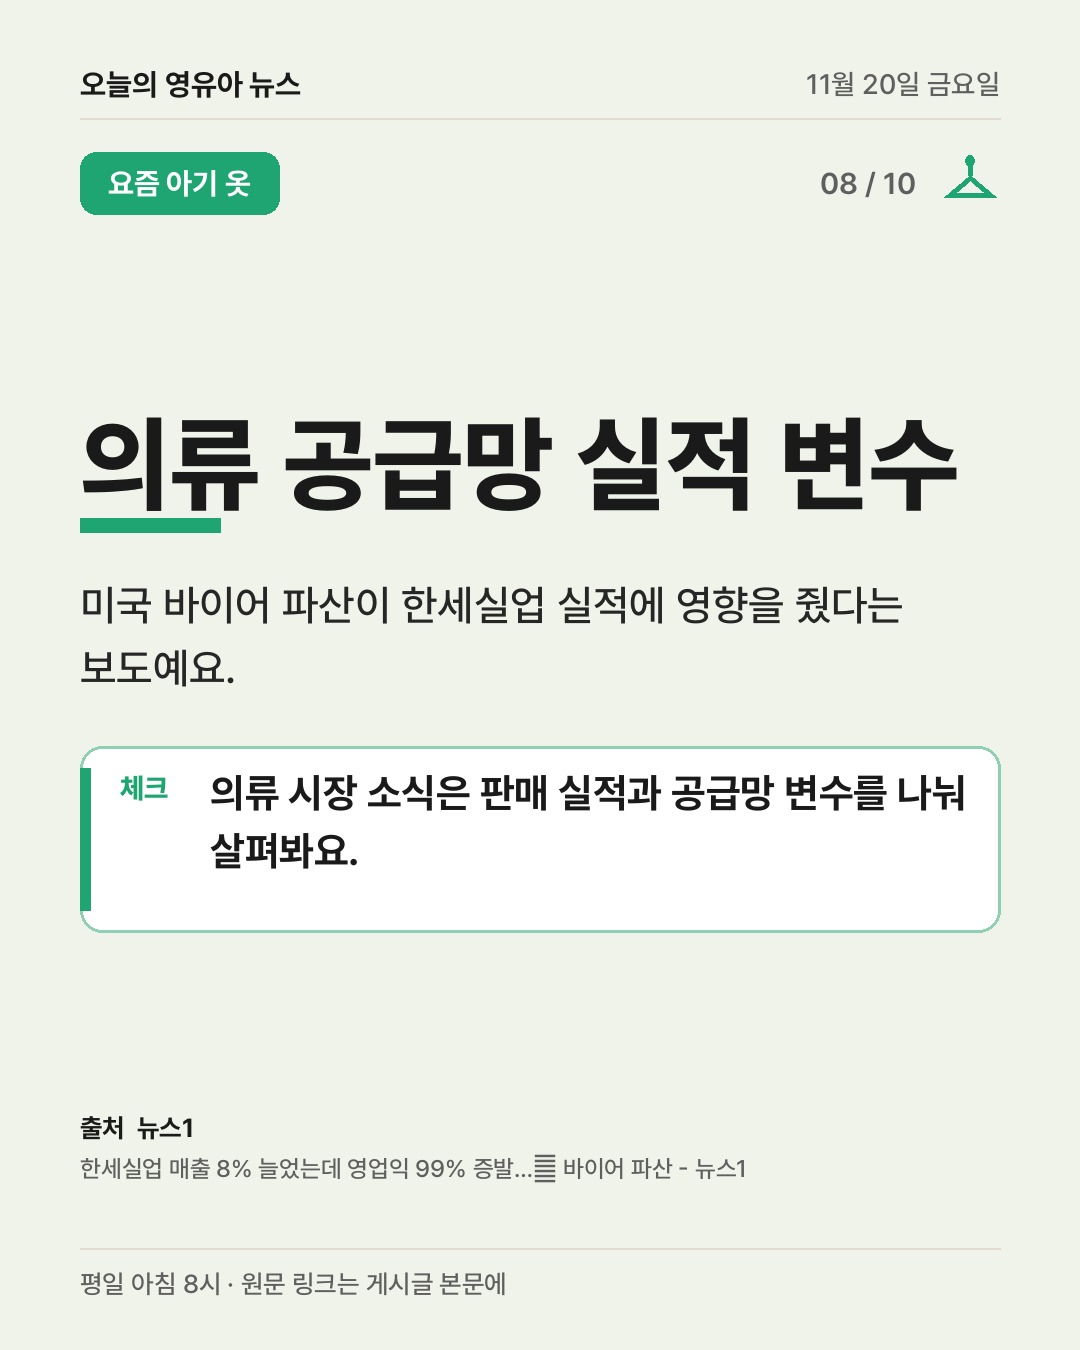 오늘의 영유아 뉴스
11월 20일 금요일
요즘 아기 옷
08 / 10
의류 공급망 실적 변수
미국 바이어 파산이 한세실업 실적에 영향을 줬다는
보도예요.
체크
의류 시장 소식은 판매 실적과 공급망 변수를 나눠
살펴봐요.
출처 뉴스1
한세실업 매출 8% 늘었는데 영업익 99% 증발… 바이어 파산 - 뉴스1
평일 아침 8시 · 원문 링크는 게시글 본문에